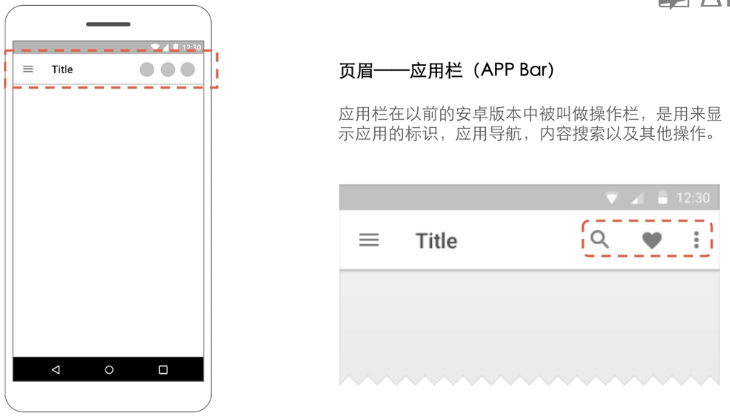 12:30
Title
页眉——应用栏（APP Bar）
应用栏在以前的安卓版本中被叫做操作栏，是用来显
示应用的标识，应用导航，内容搜索以及其他操作。
12:30
Title